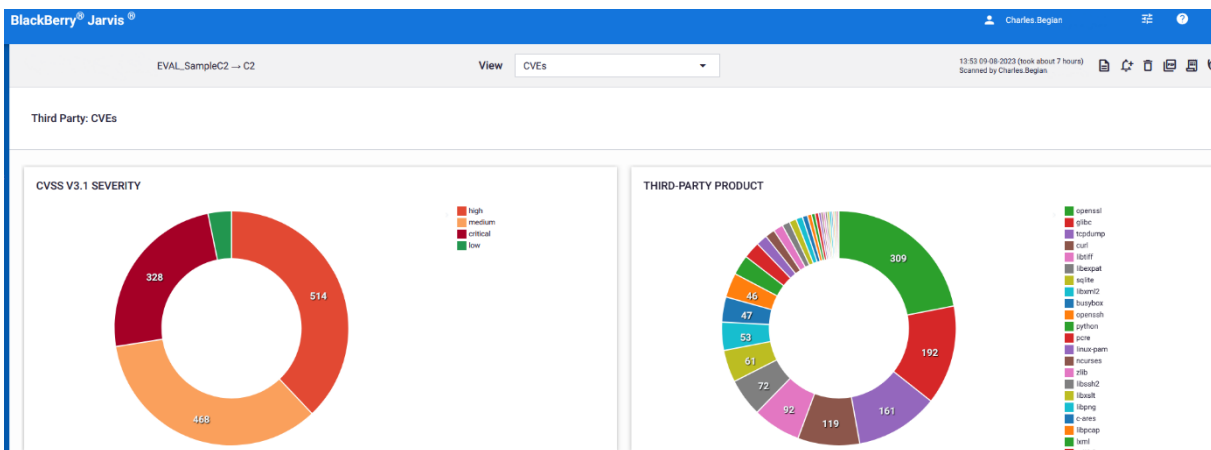 BlackBerry® Jarvis ®
Charles.Begian
EVAL_SampleC2 → C2
View
CVEs
13:53 09-08-2023 (took about 7 hours)
Scanned by Charles.Begian
Third Party: CVEs
CVSS V3.1 SEVERITY
high
medium
critical
low
328
514
468
THIRD-PARTY PRODUCT
309
192
161
119
92
72
61
53
47
46
openssl
glibc
tcpdump
curl
libtiff
libexpat
sqlite
libxml2
busybox
openssh
python
pcre
linux-pam
ncurses
zlib
libssh2
libxslt
libpng
c-ares
libpcap
lxml